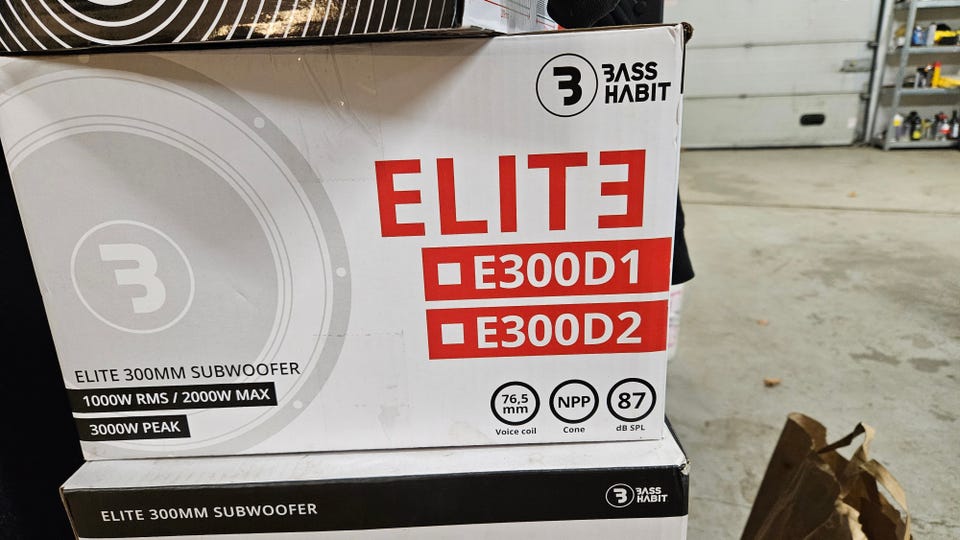 BASS
HABIT
ELITE
E300D1
E300D2
ELITE 300MM SUBWOOFER
1000W RMS / 2000W MAX
3000W PEAK
76,5
mm
Voice coil
NPP
Cone
87
dB SPL
ELITE 300MM SUBWOOFER
BASS
HABIT